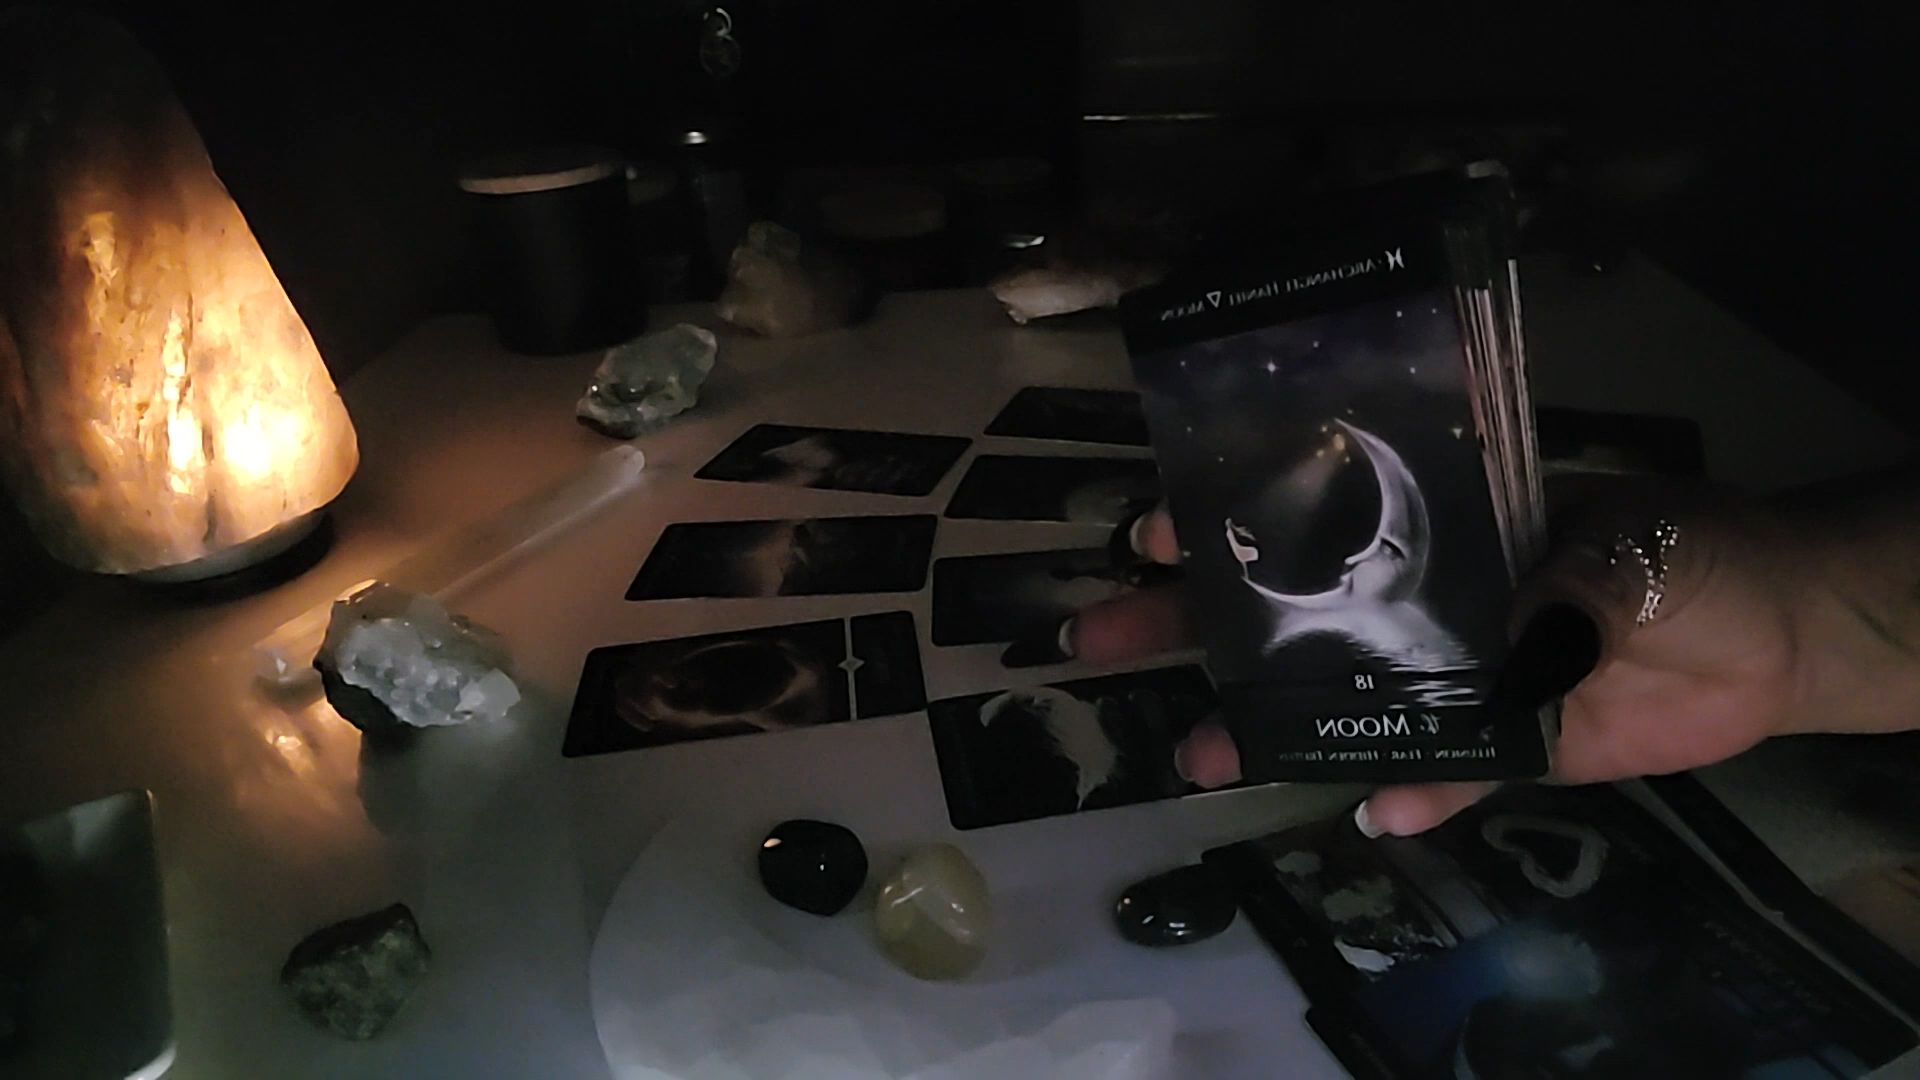 ♓ · ARCHANGEL HANIEL ▽ MOON
18
the MOON
ILLUSION · FEAR · HIDDEN TRUTHS